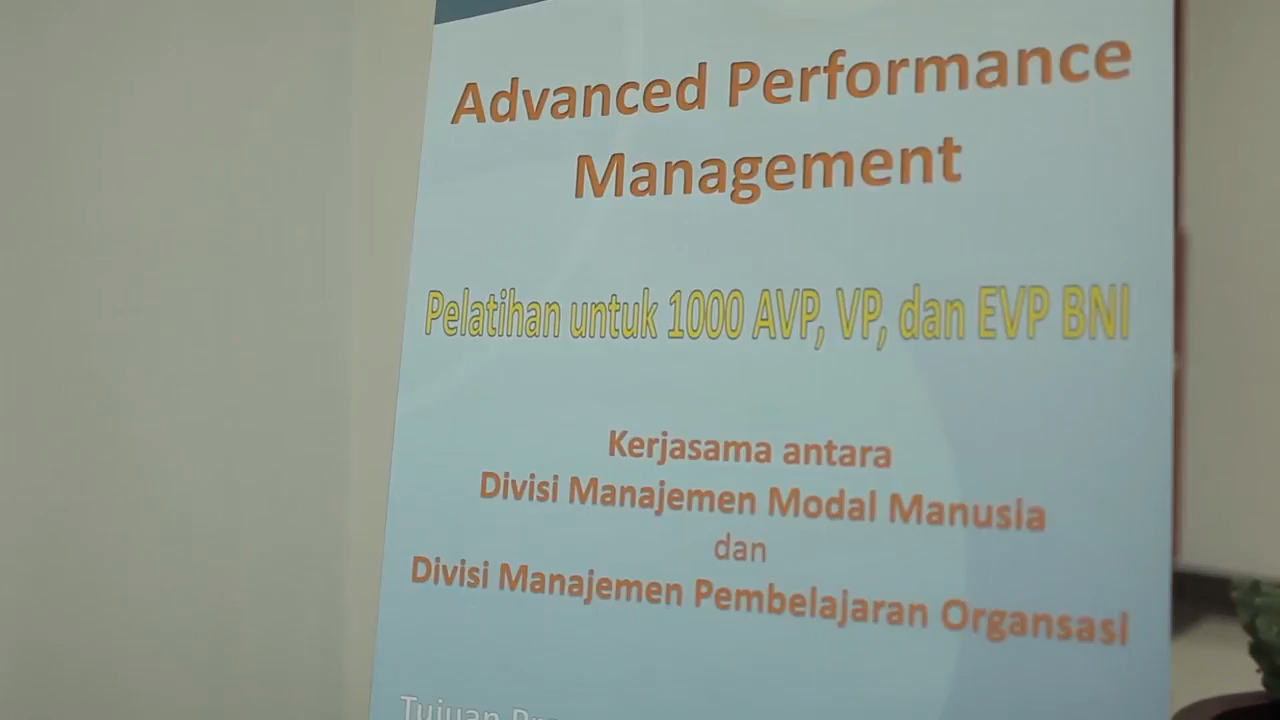 Advanced Performance
Management
Pelatihan untuk 1000 AVP, VP, dan EVP BNI
Kerjasama antara
Divisi Manajemen Modal Manusia
dan
Divisi Manajemen Pembelajaran Organsasi
Tujuan